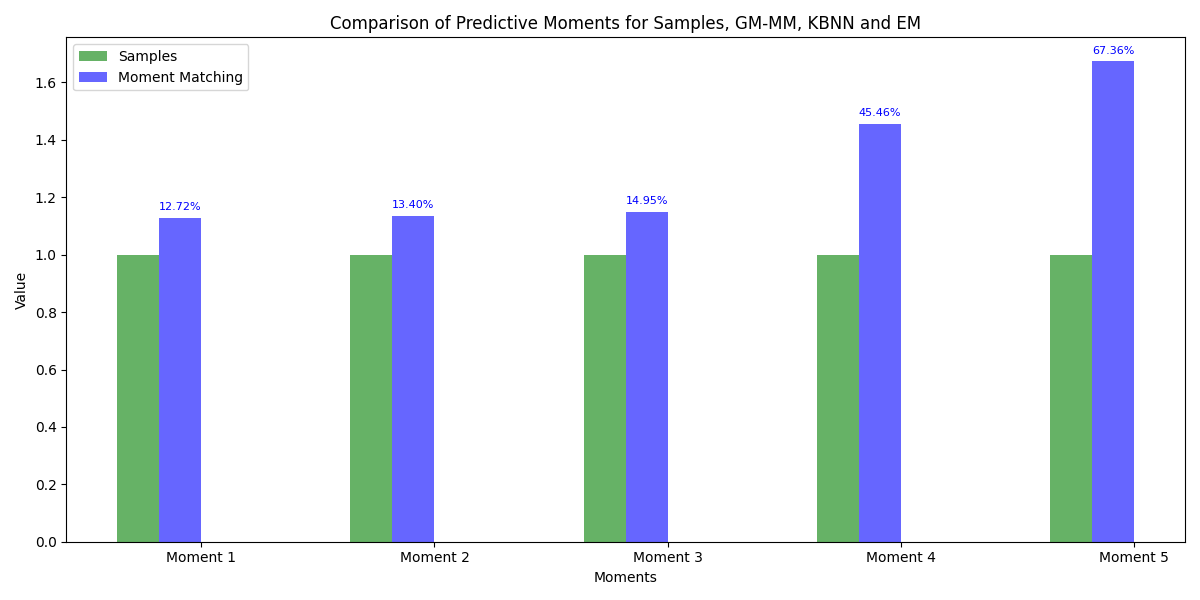 Comparison of Predictive Moments for Samples, GM-MM, KBNN and EM
Samples
Moment Matching
Value
1.6
1.4
1.2
1.0
0.8
0.6
0.4
0.2
0.0
12.72%
13.40%
14.95%
45.46%
67.36%
Moment 1
Moment 2
Moment 3
Moment 4
Moment 5
Moments